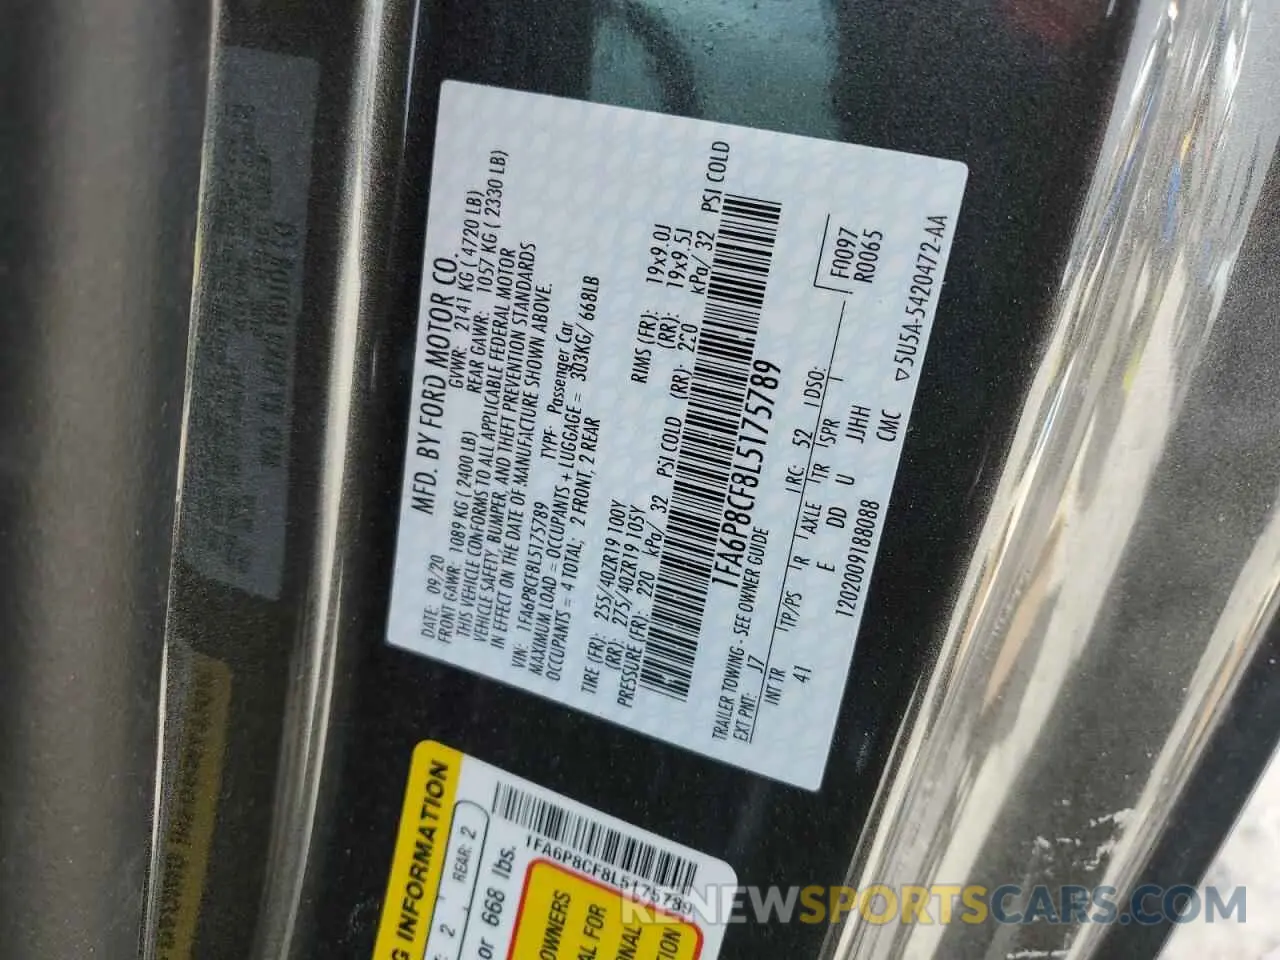 MFD. BY FORD MOTOR CO.
DATE: 09/20 GVWR: 2141 KG ( 4720 LB)
FRONT GAWR: 1089 KG ( 2400 LB) REAR GAWR: 1057 KG ( 2330 LB)
THIS VEHICLE CONFORMS TO ALL APPLICABLE FEDERAL MOTOR
VEHICLE SAFETY, BUMPER, AND THEFT PREVENTION STANDARDS
IN EFFECT ON THE DATE OF MANUFACTURE SHOWN ABOVE.
VIN: 1FA6P8CF8L5175789 TYPE: Passenger Car
MAXIMUM LOAD = OCCUPANTS + LUGGAGE = 303KG/ 668LB
OCCUPANTS = 4 TOTAL; 2 FRONT, 2 REAR
TIRE (FR): 255/40ZR19 100Y RIMS (FR): 19x9.0J
(RR): 275/40ZR19 105Y (RR): 19x9.5J
PRESSURE (FR): 220 kPa/ 32 PSI COLD (RR): 220 kPa/ 32 PSI COLD
1FA6P8CF8L5175789
TRAILER TOWING - SEE OWNER GUIDE
EXT PNT: J7 RC: 52 DSO: FA097
R0065
INT TR TP/PS R AXLE TR SPR
41 E DD U JJHH
1202009188088 CMC 5U5A-5420472-AA
G INFORMATION
: 2 REAR: 2
or 668 lbs.
1FA6P8CF8L5175789
OWNERS
AL FOR
ONAL
TION
RENEWSPORTSCARS.COM